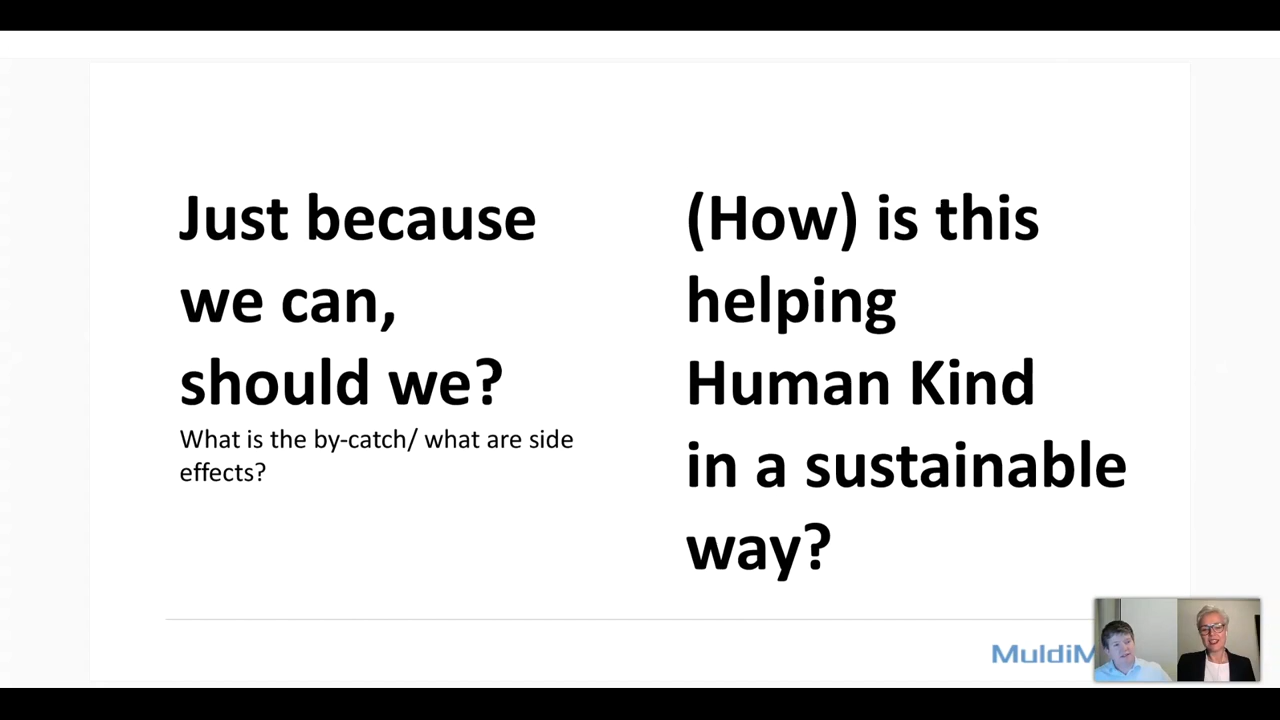 Just because
we can,
should we?
What is the by-catch/ what are side
effects?
(How) is this
helping
Human Kind
in a sustainable
way?